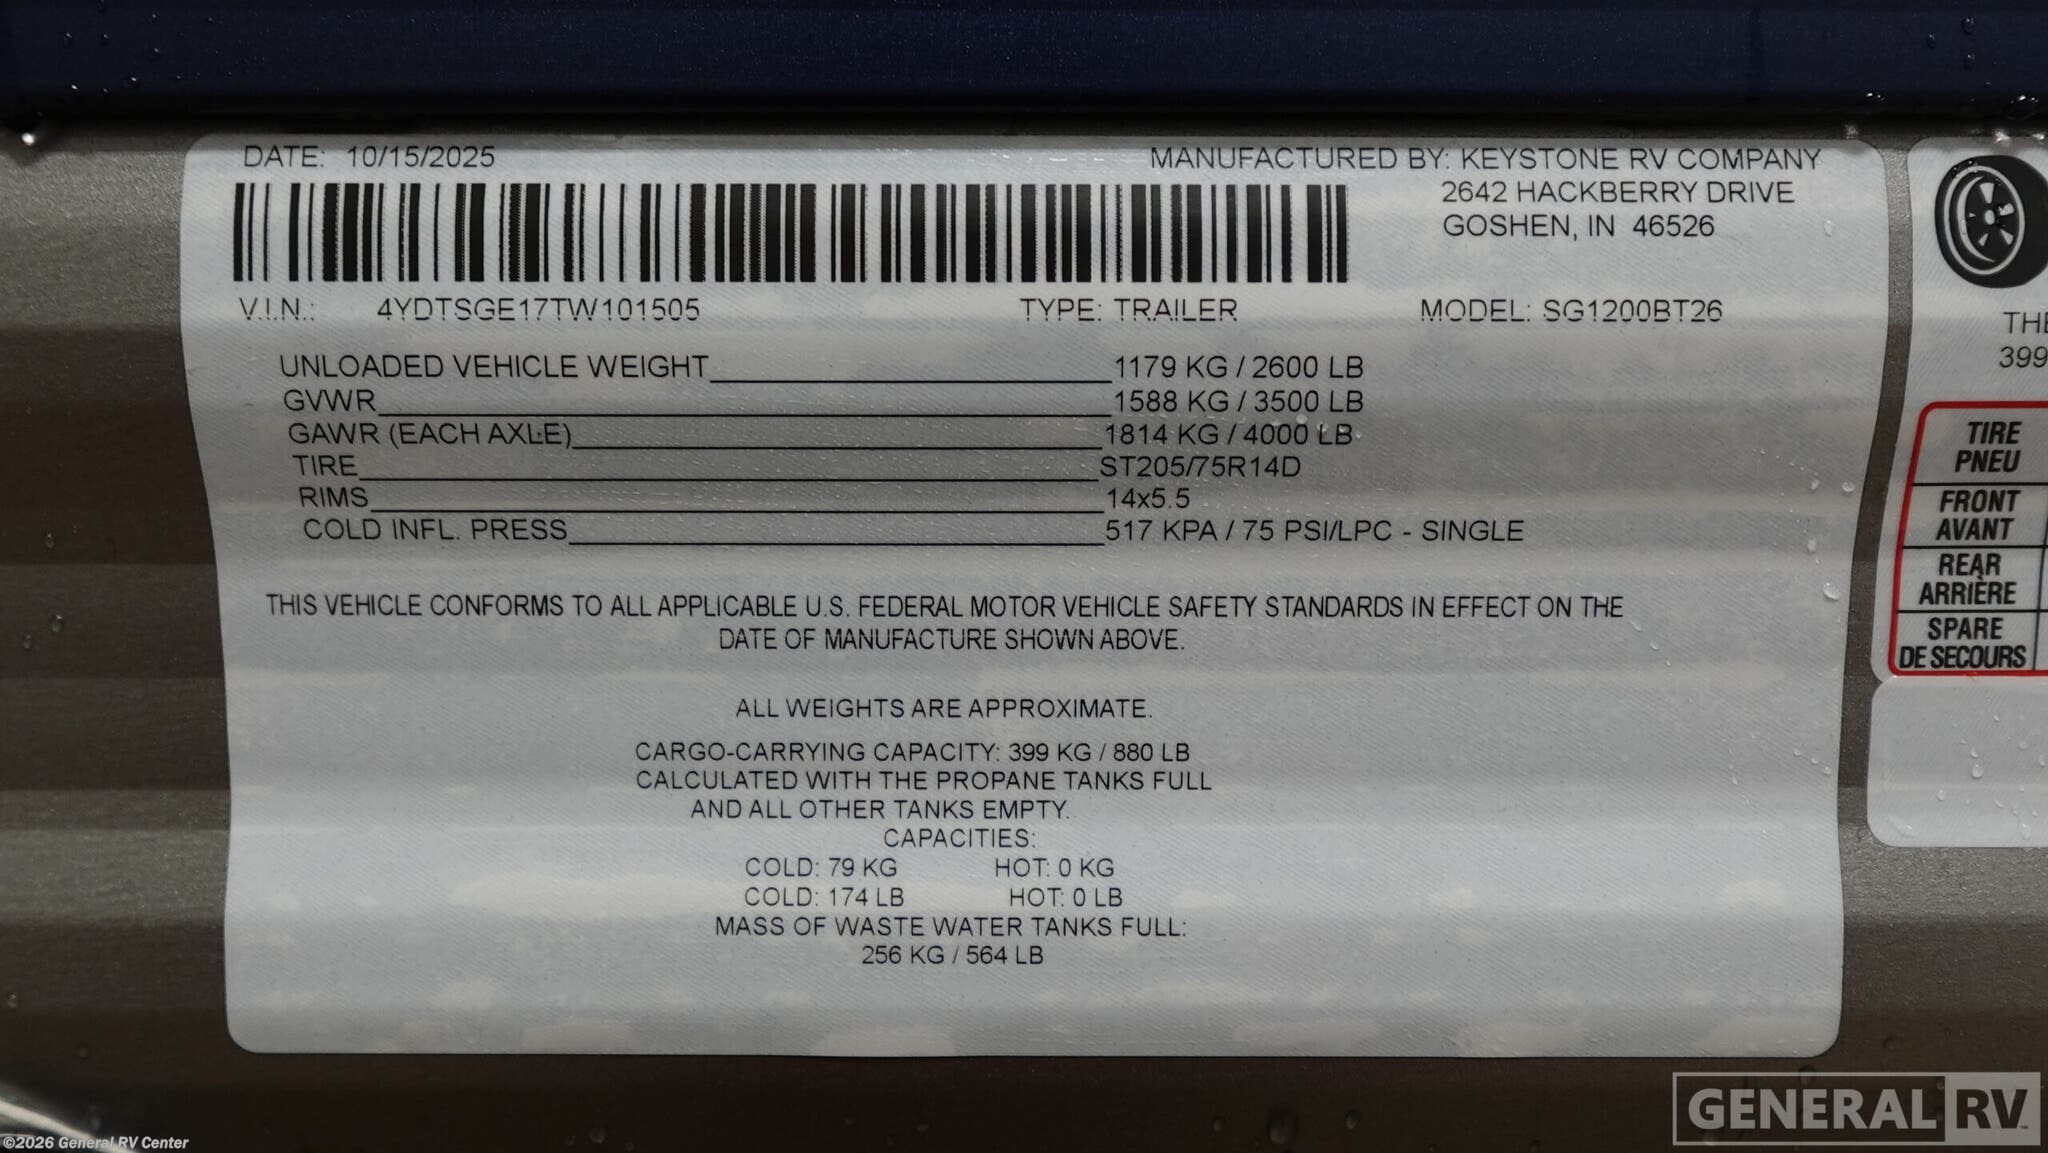 DATE: 10/15/2025
MANUFACTURED BY: KEYSTONE RV COMPANY
2642 HACKBERRY DRIVE
GOSHEN, IN 46526
V.I.N.: 4YDTSGE17TW101505 TYPE: TRAILER MODEL: SG1200BT26
UNLOADED VEHICLE WEIGHT 1179 KG / 2600 LB
GVWR 1588 KG / 3500 LB
GAWR (EACH AXLE) 1814 KG / 4000 LB
TIRE ST205/75R14D
RIMS 14x5.5
COLD INFL. PRESS 517 KPA / 75 PSI/LPC - SINGLE
THIS VEHICLE CONFORMS TO ALL APPLICABLE U.S. FEDERAL MOTOR VEHICLE SAFETY STANDARDS IN EFFECT ON THE
DATE OF MANUFACTURE SHOWN ABOVE.
ALL WEIGHTS ARE APPROXIMATE.
CARGO-CARRYING CAPACITY: 399 KG / 880 LB
CALCULATED WITH THE PROPANE TANKS FULL
AND ALL OTHER TANKS EMPTY.
CAPACITIES:
COLD: 79 KG HOT: 0 KG
COLD: 174 LB HOT: 0 LB
MASS OF WASTE WATER TANKS FULL:
256 KG / 564 LB
399
TIRE
PNEU
FRONT
AVANT
REAR
ARRIÈRE
SPARE
DE SECOURS
GENERAL RV
©2026 General RV Center